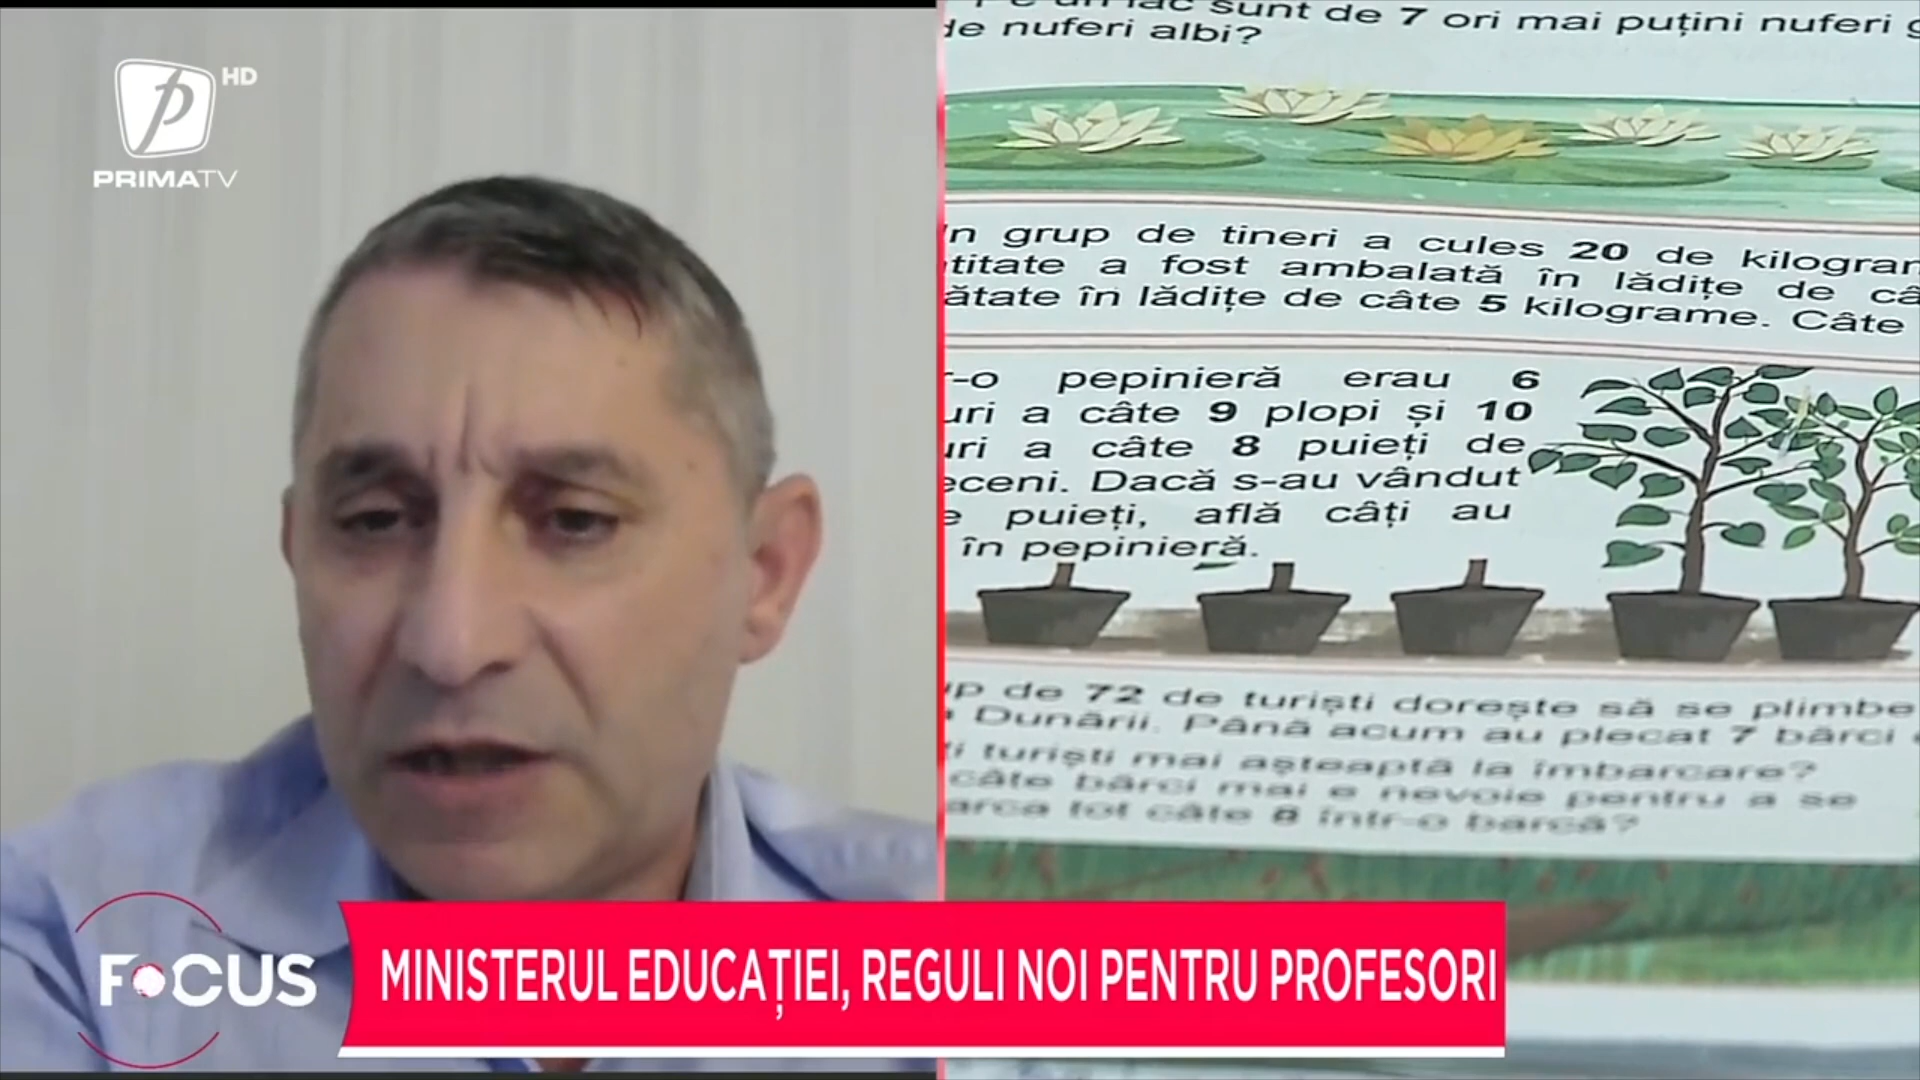 HD
PRIMATV
de 7 ori mai puțini nuferi
de nuferi albi?
grup de tineri a cules 20 de
a fost ambalată în lădițe de
în lădițe de câte 5 kilograme. Câte
pepinieră erau 6
a câte 9 plopi și 10
a câte 8 puieți de
Dacă s-au vândut
puieți, află câți au
în pepinieră.
de 72 de turiști dorește să se plimbe
Dunării. Până acum au plecat 7 bărci
turiști mai așteaptă la îmbarcare?
câte bărci mai e nevoie pentru a se
tot câte 8 într-o barcă?
FOCUS
MINISTERUL EDUCAȚIEI, REGULI NOI PENTRU PROFESORI